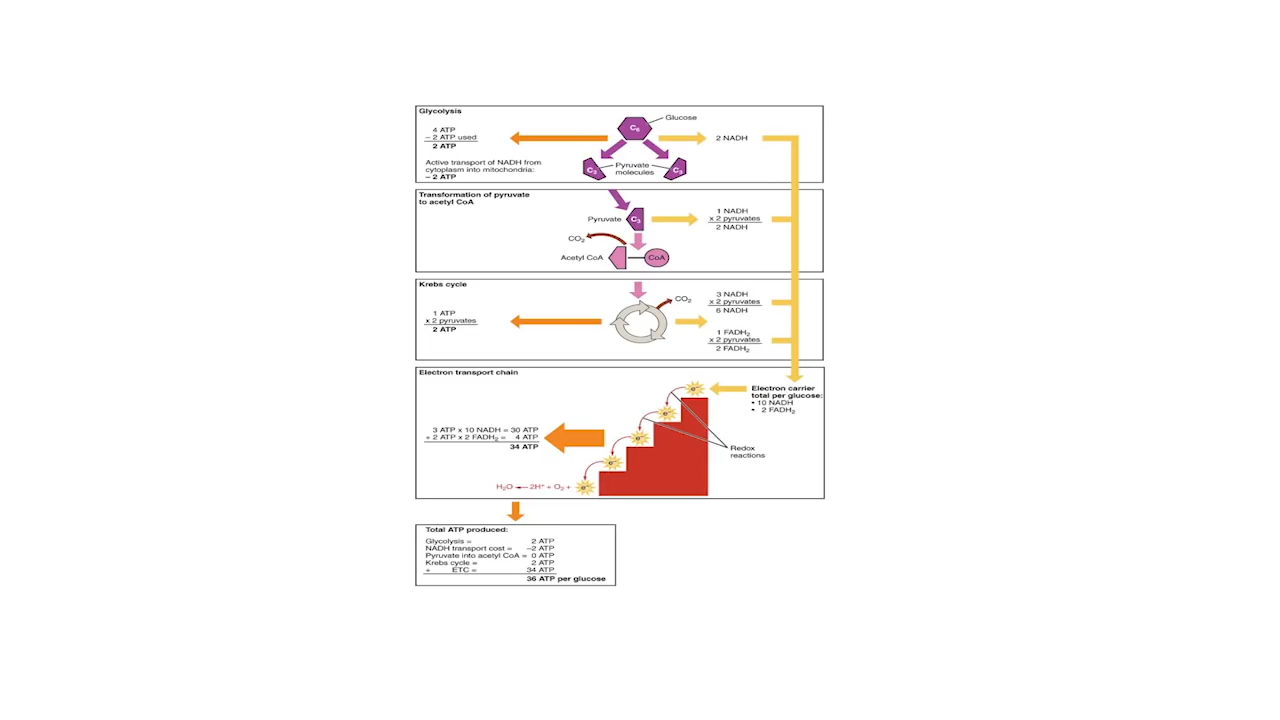 Glycolysis
4 ATP
– 2 ATP used
2 ATP
Active transport of NADH from
cytoplasm into mitochondria:
– 2 ATP
C6
Glucose
C3
Pyruvate
molecules
C3
2 NADH
Transformation of pyruvate
to acetyl CoA
Pyruvate
C3
CO2
Acetyl CoA
CoA
1 NADH
x 2 pyruvates
2 NADH
Krebs cycle
1 ATP
x 2 pyruvates
2 ATP
CO2
3 NADH
x 2 pyruvates
6 NADH
1 FADH2
x 2 pyruvates
2 FADH2
Electron transport chain
Electron carrier
total per glucose:
• 10 NADH
• 2 FADH2
3 ATP x 10 NADH = 30 ATP
+ 2 ATP x 2 FADH2 = 4 ATP
34 ATP
e–
e–
e–
e–
e–
Redox
reactions
H2O ← 2H+ + O2 +
Total ATP produced:
Glycolysis = 2 ATP
NADH transport cost = –2 ATP
Pyruvate into acetyl CoA = 0 ATP
Krebs cycle = 2 ATP
+ ETC = 34 ATP
36 ATP per glucose